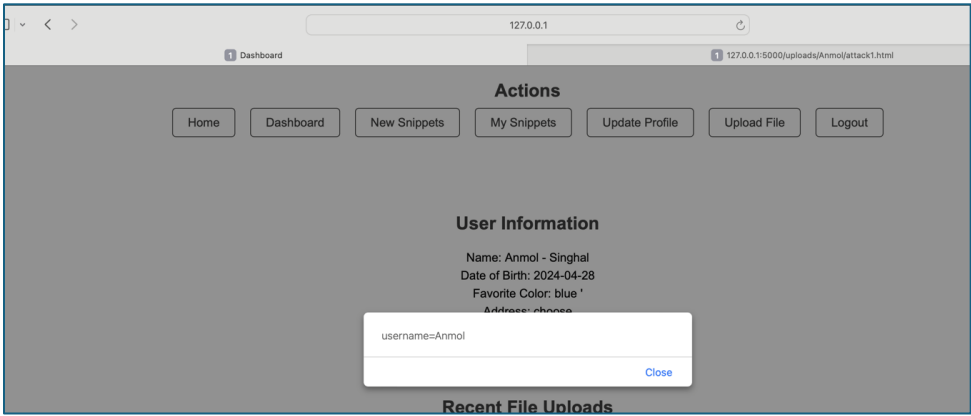 127.0.0.1
1 Dashboard
1 127.0.0.1:5000/uploads/Anmol/attack1.html
Actions
Home Dashboard New Snippets My Snippets Update Profile Upload File Logout
User Information
Name: Anmol - Singhal
Date of Birth: 2024-04-28
Favorite Color: blue '
Address: choose
username=Anmol
Close
Recent File Uploads